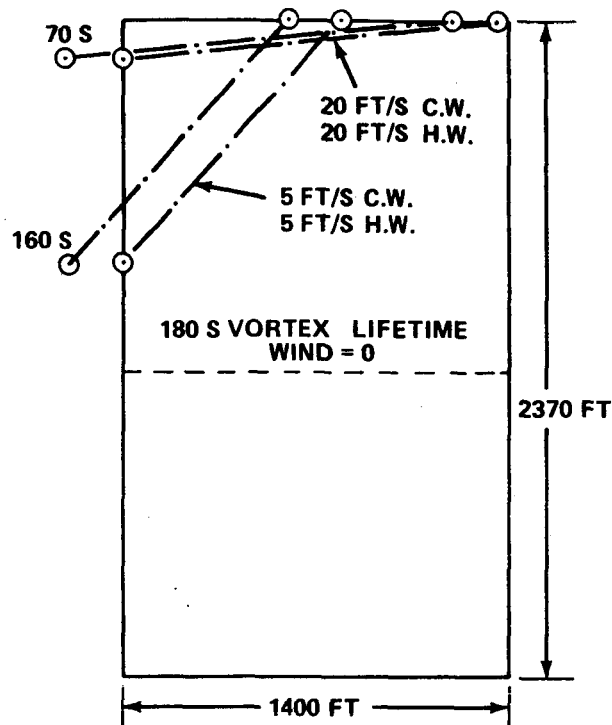 70 S
20 FT/S C.W.
20 FT/S H.W.
5 FT/S C.W.
5 FT/S H.W.
160 S
180 S VORTEX LIFETIME
WIND = 0
2370 FT
1400 FT